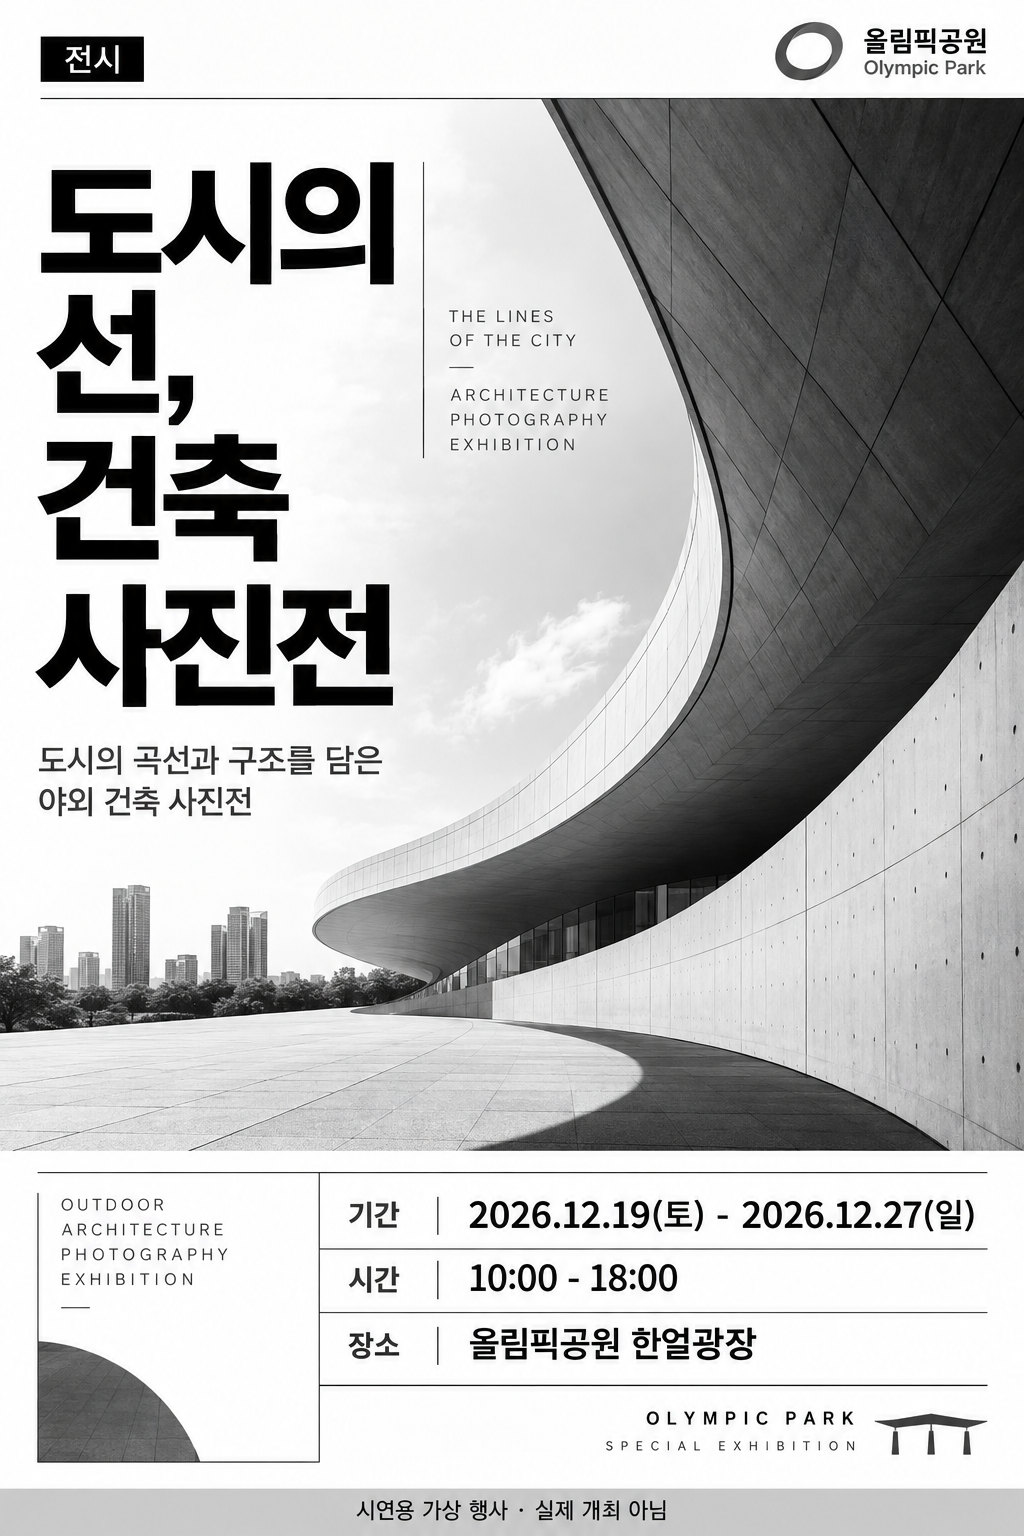 전시
올림픽공원
Olympic Park
도시의
선,
건축
사진전
THE LINES
OF THE CITY
ARCHITECTURE
PHOTOGRAPHY
EXHIBITION
도시의 곡선과 구조를 담은
야외 건축 사진전
OUTDOOR
ARCHITECTURE
PHOTOGRAPHY
EXHIBITION
기간 2026.12.19(토) - 2026.12.27(일)
시간 10:00 - 18:00
장소 올림픽공원 한얼광장
OLYMPIC PARK
SPECIAL EXHIBITION
시연용 가상 행사 · 실제 개최 아님